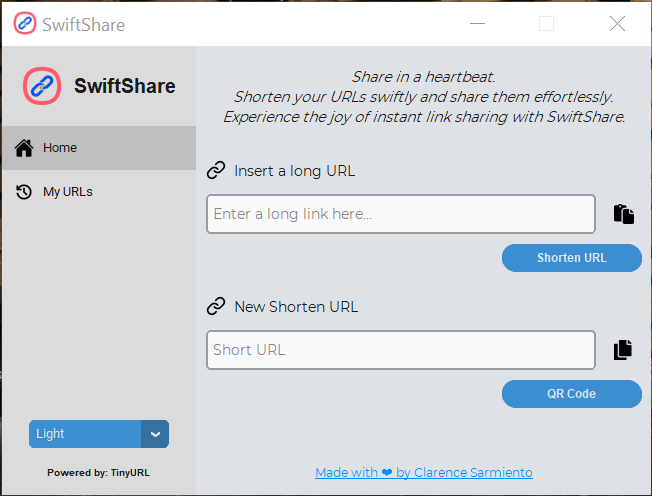 SwiftShare
SwiftShare
Home
My URLs
Light
Powered by: TinyURL
Share in a heartbeat.
Shorten your URLs swiftly and share them effortlessly.
Experience the joy of instant link sharing with SwiftShare.
Insert a long URL
Enter a long link here...
Shorten URL
New Shorten URL
Short URL
QR Code
Made with ❤ by Clarence Sarmiento